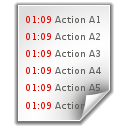 01:09 Action A1
01:09 Action A2
01:09 Action A3
01:09 Action A4
01:09 Action A5
01:09 Action